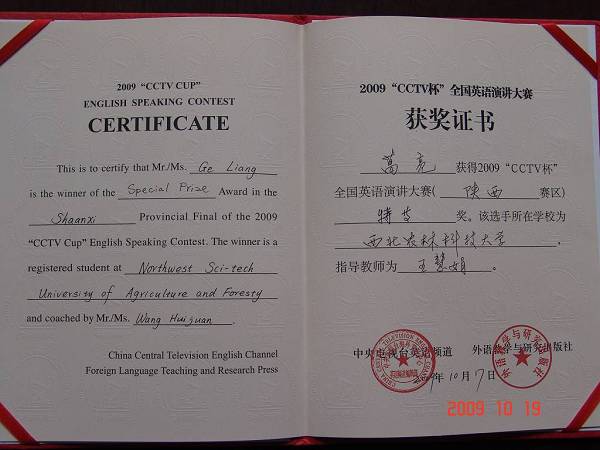 2009 “CCTV CUP”
ENGLISH SPEAKING CONTEST
CERTIFICATE
This is to certify that Mr./Ms. Ge Liang
is the winner of the Special Prize Award in the
Shaanxi Provincial Final of the 2009
“CCTV Cup” English Speaking Contest. The winner is a
registered student at Northwest Sci-tech
University of Agriculture and Forestry
and coached by Mr./Ms. Wang Huijuan.
China Central Television English Channel
Foreign Language Teaching and Research Press
2009“CCTV杯”全国英语演讲大赛
获奖证书
葛亮 获得2009“CCTV杯”
全国英语演讲大赛(陕西赛区)
特等奖。该选手所在学校为
西北农林科技大学,
指导教师为王慧娟。
中央电视台英语频道 外语教学与研究出版社
2009年10月17日
2009 10 19